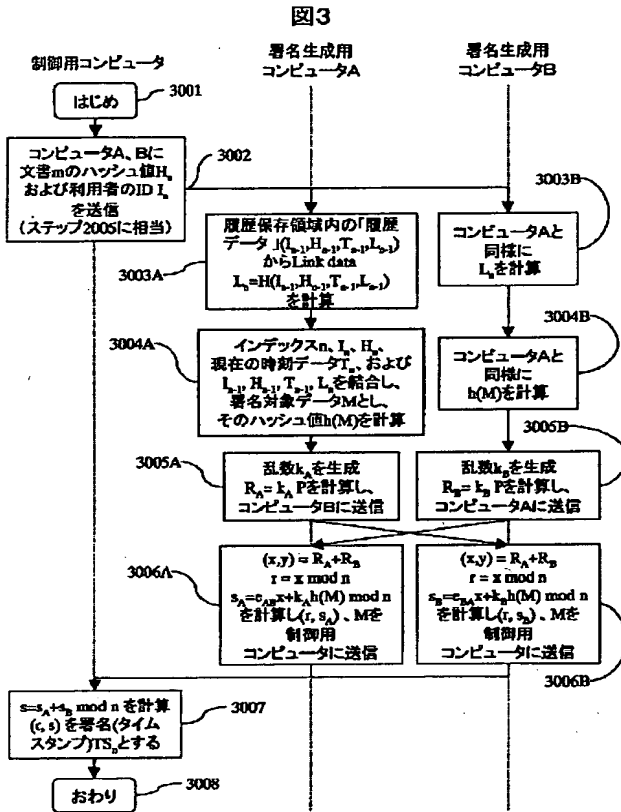 図3
制御用コンピュータ
署名生成用
コンピュータA
署名生成用
コンピュータB
はじめ
3001
コンピュータA、Bに
文書mのハッシュ値Hn
および利用者のID In
を送信
(ステップ2005に相当)
3002
履歴保存領域内の「履歴
データ」(In-1,Hn-1,Tn-1,Ln-1)
からLink data
Ln=H(In-1,Hn-1,Tn-1,Ln-1)
を計算
3003A
コンピュータAと
同様に
Lnを計算
3003B
インデックスn、In、Hn、
現在の時刻データTn、および
In-1, Hn-1, Tn-1, Lnを結合し、
署名対象データMとし、
そのハッシュ値h(M)を計算
3004A
コンピュータAと
同様に
h(M)を計算
3004B
乱数kAを生成
RA= kA Pを計算し、
コンピュータBに送信
3005A
乱数kBを生成
RB= kB Pを計算し、
コンピュータAに送信
3005B
(x,y) = RA+RB
r = x mod n
sA=eABx+kAh(M) mod n
を計算し(r, sA)、Mを
制御用
コンピュータに送信
3006A
(x,y) = RA+RB
r = x mod n
sB=eBAx+kBh(M) mod n
を計算し(r, sB)、Mを
制御用
コンピュータに送信
3006B
s=sA+sB mod n を計算
(r, s) を署名(タイム
スタンプ)TSnとする
3007
おわり
3008